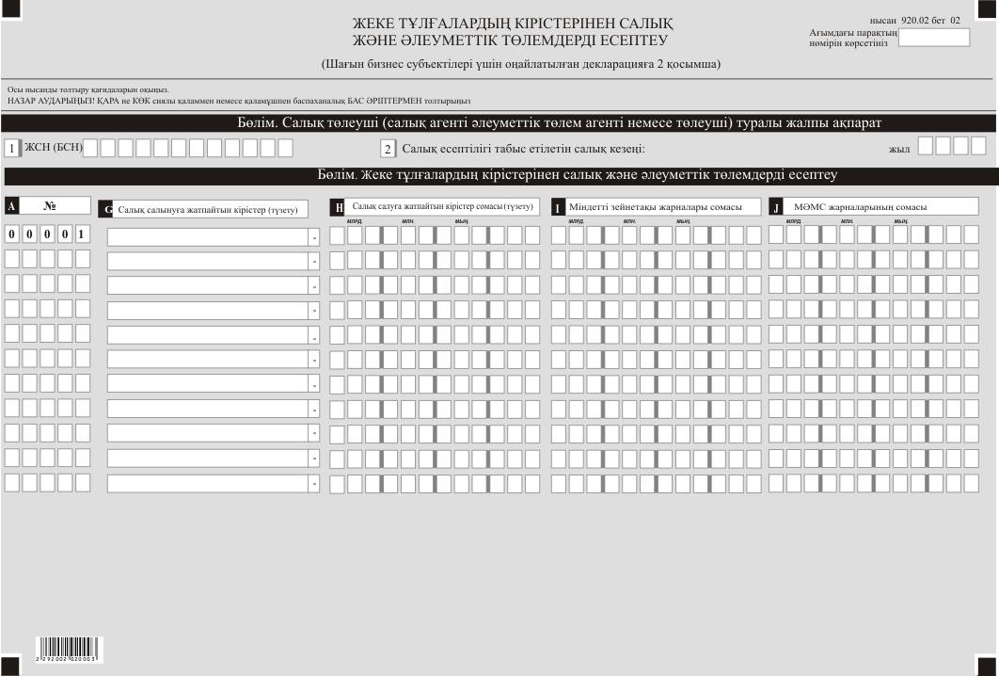 ЖЕКЕ ТҰЛҒАЛАРДЫҢ КІРІСТЕРІНЕН САЛЫҚ
ЖӘНЕ ӘЛЕУМЕТТІК ТӨЛЕМДЕРДІ ЕСЕПТЕУ
(Шағын бизнес субъектілері үшін оңайлатылған декларацияға 2 қосымша)
нысан 920.02 бет 02
Ағымдағы парақтың
нөмірін көрсетініз
Осы нысанды толтыру қағидаларын оқыңыз.
НАЗАР АУДАРЫҢЫЗ! ҚАРА не КӨК сиялы қаламмен немесе қаламұшпен баспаханалық БАС ӘРІПТЕРМЕН толтырыңыз
Бөлім. Салық төлеуші (салық агенті әлеуметтік төлем агенті немесе төлеуші) туралы жалпы ақпарат
1 ЖСН (БСН) 2 Салық есептілігі табыс етілетін салық кезеңі: жыл
Бөлім. Жеке тұлғалардың кірістерінен салық және әлеуметтік төлемдерді есептеу
A № G Салық салынуға жатпайтын кірістер (түзету) H Салық салуға жатпайтын кірістер сомасы (түзету) I Міндетті зейнетақы жарналары сомасы J МӘМС жарналарының сомасы
МЛРД. МЛН. МЫҢ. МЛРД. МЛН. МЫҢ. МЛРД. МЛН. МЫҢ.
0 0 0 0 1
2 292002 020003